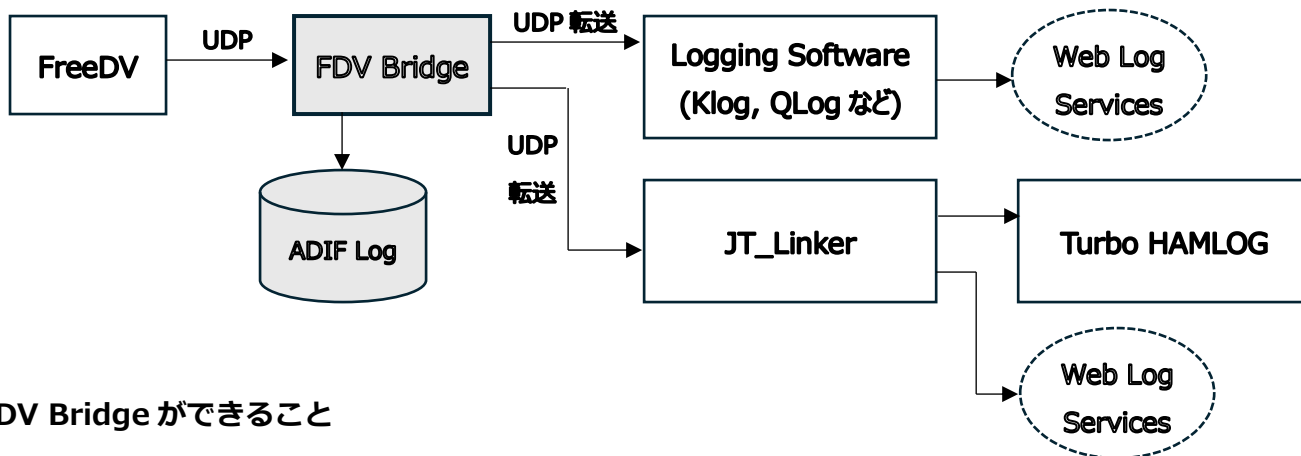 FreeDV
UDP
FDV Bridge
UDP 転送
Logging Software
(Klog, QLog など)
Web Log
Services
UDP
転送
ADIF Log
JT_Linker
Turbo HAMLOG
Web Log
Services
DV Bridge ができること